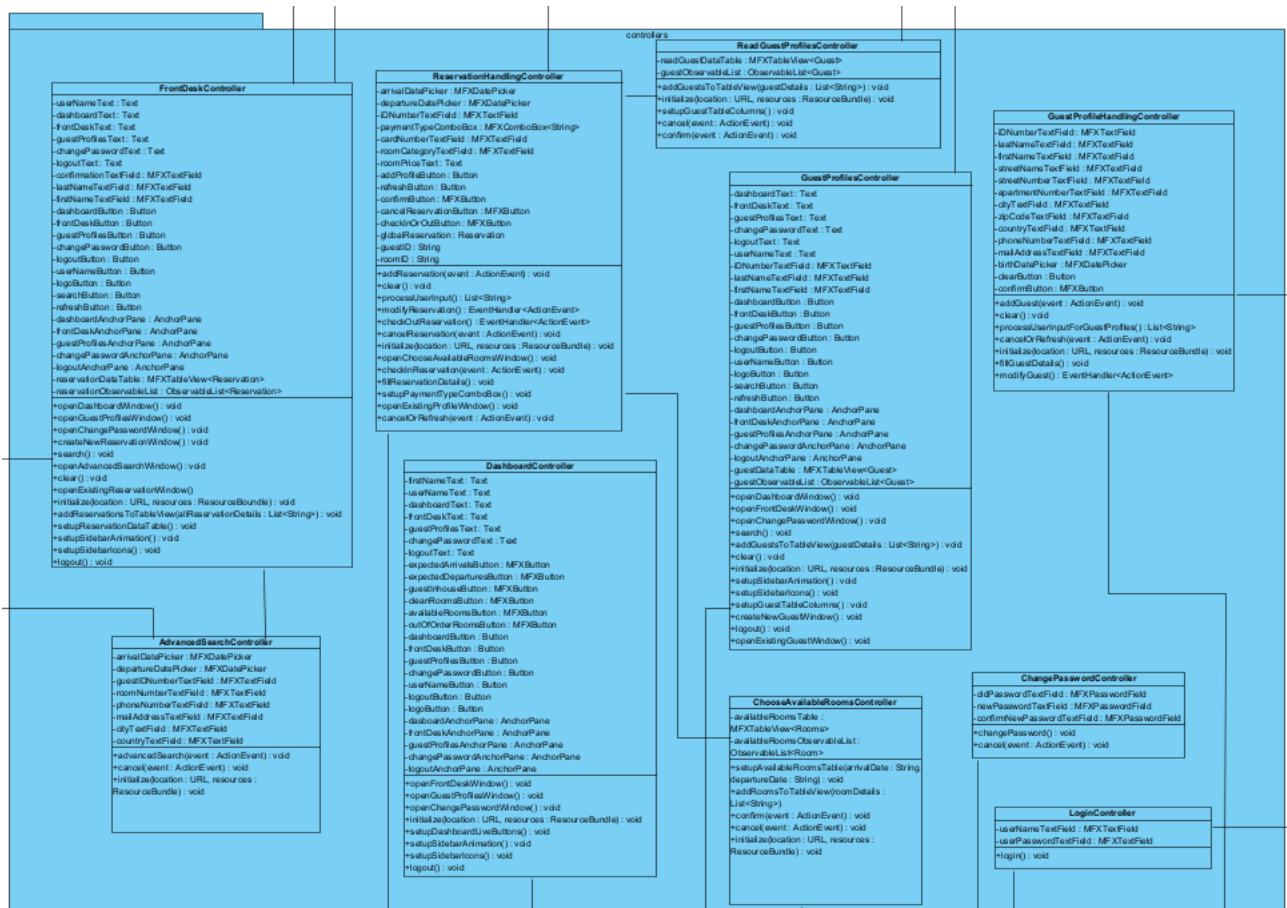 controllers
FrontDeskController
-userNameText : Text
-dashboardText : Text
-frontDeskText : Text
-guestProfilesText : Text
-changePasswordText : Text
-logoutText : Text
-confirmationTextField : MFXTextField
-lastNameTextField : MFXTextField
-firstNameTextField : MFXTextField
-dashboardButton : Button
-frontDeskButton : Button
-guestProfilesButton : Button
-changePasswordButton : Button
-logoutButton : Button
-userNameButton : Button
-logoButton : Button
-searchButton : Button
-refreshButton : Button
-dashboardAnchorPane : AnchorPane
-frontDeskAnchorPane : AnchorPane
-guestProfilesAnchorPane : AnchorPane
-changePasswordAnchorPane : AnchorPane
-logoutAnchorPane : AnchorPane
-reservationDataTable : MFXTableView<Reservation>
-reservationObservableList : ObservableList<Reservation>
+openDashboardWindow() : void
+openGuestProfilesWindow() : void
+openChangePasswordWindow() : void
+createNewReservationWindow() : void
+search() : void
+openAdvancedSearchWindow() : void
+clear() : void
+openExistingReservationWindow()
+initialize(location : URL, resources : ResourceBoundle) : void
+addReservationsToTableView(allReservationDetails : List<String>) : void
+setupReservationDataTable() : void
+setupSidebarAnimation() : void
+setupSidebarIcons() : void
+logout() : void
ReservationHandlingController
-arrivalDatePicker : MFXDatePicker
-departureDatePicker : MFXDatePicker
-iDNumberTextField : MFXTextField
-paymentTypeComboBox : MFXComboBox<String>
-cardNumberTextField : MFXTextField
-roomCategoryTextField : MFXTextField
-roomPriceText : Text
-addProfileButton : Button
-refreshButton : Button
-confirmButton : MFXButton
-cancelReservationButton : MFXButton
-checkInOrOutButton : MFXButton
-globalReservation : Reservation
-guestID : String
-roomID : String
+addReservation(event : ActionEvent) : void
+clear() : void
+processUserInput() : List<String>
+modifyReservation() : EventHandler<ActionEvent>
+checkOutReservation() : EventHandler<ActionEvent>
+cancelReservation(event : ActionEvent) : void
+initialize(location : URL, resources : ResourceBundle) : void
+openChooseAvailableRoomsWindow() : void
+checkInReservation(event : ActionEvent) : void
+fillReservationDetails() : void
+setupPaymentTypeComboBox() : void
+openExistingProfileWindow() : void
+cancelOrRefresh(event : ActionEvent) : void
ReadGuestProfilesController
-readGuestDataTable : MFXTableView<Guest>
-guestObservableList : ObservableList<Guest>
+addGuestsToTableView(guestDetails : List<String>) : void
+initialize(location : URL, resources : ResourceBundle) : void
+setupGuestTableColumns() : void
+cancel(event : ActionEvent) : void
+confirm(event : ActionEvent) : void
GuestProfileHandlingController
-iDNumberTextField : MFXTextField
-lastNameTextField : MFXTextField
-firstNameTextField : MFXTextField
-streetNameTextField : MFXTextField
-streetNumberTextField : MFXTextField
-apartmentNumberTextField : MFXTextField
-cityTextField : MFXTextField
-zipCodeTextField : MFXTextField
-countryTextField : MFXTextField
-phoneNumberTextField : MFXTextField
-mailAddressTextField : MFXTextField
-birthDatePicker : MFXDatePicker
-clearButton : Button
-confirmButton : MFXButton
+addGuest(event : ActionEvent) : void
+clear() : void
+processUserInputForGuestProfiles() : List<String>
+cancelOrRefresh(event : ActionEvent) : void
+initialize(location : URL, resources : ResourceBundle) : void
+fillGuestDetails() : void
+modifyGuest() : EventHandler<ActionEvent>
GuestProfilesController
-dashboardText : Text
-frontDeskText : Text
-guestProfilesText : Text
-changePasswordText : Text
-logoutText : Text
-userNameText : Text
-iDNumberTextField : MFXTextField
-lastNameTextField : MFXTextField
-firstNameTextField : MFXTextField
-dashboardButton : Button
-frontDeskButton : Button
-guestProfilesButton : Button
-changePasswordButton : Button
-logoutButton : Button
-userNameButton : Button
-logoButton : Button
-searchButton : Button
-refreshButton : Button
-dashboardAnchorPane : AnchorPane
-frontDeskAnchorPane : AnchorPane
-guestProfilesAnchorPane : AnchorPane
-changePasswordAnchorPane : AnchorPane
-logoutAnchorPane : AnchorPane
-guestDataTable : MFXTableView<Guest>
-guestObservableList : ObservableList<Guest>
+openDashboardWindow() : void
+openFrontDeskWindow() : void
+openChangePasswordWindow() : void
+search() : void
+addGuestsToTableView(guestDetails : List<String>) : void
+clear() : void
+initialize(location : URL, resources : ResourceBundle) : void
+setupSidebarAnimation() : void
+setupSidebarIcons() : void
+setupGuestTableColumns() : void
+createNewGuestWindow() : void
+logout() : void
+openExistingGuestWindow() : void
DashboardController
-firstNameText : Text
-userNameText : Text
-dashboardText : Text
-frontDeskText : Text
-guestProfilesText : Text
-changePasswordText : Text
-logoutText : Text
-expectedArrivalsButton : MFXButton
-expectedDeparturesButton : MFXButton
-guestInhouseButton : MFXButton
-cleanRoomsButton : MFXButton
-availableRoomsButton : MFXButton
-outOfOrderRoomsButton : MFXButton
-dashboardButton : Button
-frontDeskButton : Button
-guestProfilesButton : Button
-changePasswordButton : Button
-userNameButton : Button
-logoutButton : Button
-logoButton : Button
-dasboardAnchorPane : AnchorPane
-frontDeskAnchorPane : AnchorPane
-guestProfilesAnchorPane : AnchorPane
-changePasswordAnchorPane : AnchorPane
-logoutAnchorPane : AnchorPane
+openFrontDeskWindow() : void
+openGuestProfilesWindow() : void
+openChangePasswordWindow() : void
+initialize(location : URL, resources : ResourceBundle) : void
+setupDashboardLiveButtons() : void
+setupSidebarAnimation() : void
+setupSidebarIcons() : void
+logout() : void
AdvancedSearchController
-arrivalDatePicker : MFXDatePicker
-departureDatePicker : MFXDatePicker
-guestIDNumberTextField : MFXTextField
-roomNumberTextField : MFXTextField
-phoneNumberTextField : MFXTextField
-mailAddressTextField : MFXTextField
-cityTextField : MFXTextField
-countryTextField : MFXTextField
+advancedSearch(event : ActionEvent) : void
+cancel(event : ActionEvent) : void
+initialize(location : URL, resources :
ResourceBundle) : void
ChooseAvailableRoomsController
-availableRoomsTable :
MFXTableView<Rooms>
-availableRoomsObservableList :
ObservableList<Room>
+setupAvailableRoomsTable(arrivalDate : String,
departureDate : String) : void
+addRoomsToTableView(roomDetails :
List<String>)
+confirm(event : ActionEvent) : void
+cancel(event : ActionEvent) : void
+initialize(location : URL, resources :
ResourceBundle) : void
ChangePasswordController
-oldPasswordTextField : MFXPasswordField
-newPasswordTextField : MFXPasswordField
-confirmNewPasswordTextField : MFXPasswordField
+changePassword() : void
+cancel(event : ActionEvent) : void
LoginController
-userNameTextField : MFXTextField
-userPasswordTextField : MFXTextField
+login() : void